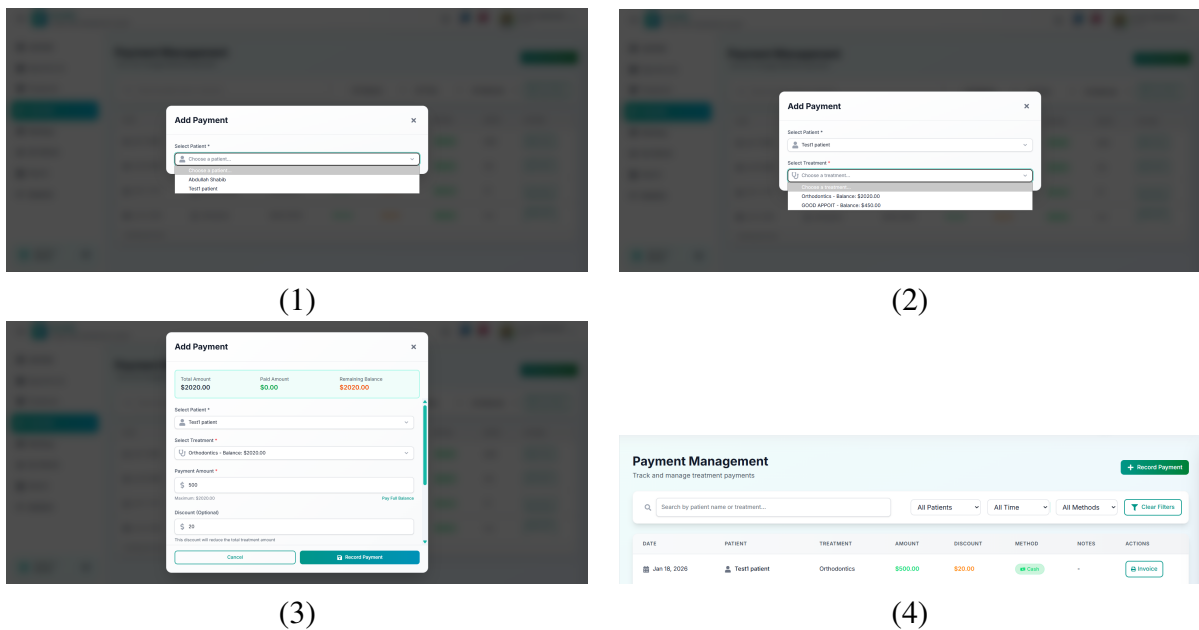 Add Payment ×
Select Patient *
Choose a patient...
Choose a patient...
Abdullah Shabib
Test1 patient
(1)
Add Payment ×
Select Patient *
Test1 patient
Select Treatment *
Choose a treatment...
Choose a treatment...
Orthodontics - Balance: $2020.00
GOOD APPOIT - Balance: $450.00
(2)
Add Payment ×
Total Amount Paid Amount Remaining Balance
$2020.00 $0.00 $2020.00
Select Patient *
Test1 patient
Select Treatment *
Orthodontics - Balance: $2020.00
Payment Amount *
$ 500
Maximum: $2020.00 Pay Full Balance
Discount (Optional)
$ 20
This discount will reduce the total treatment amount
Cancel Record Payment
(3)
Payment Management
Track and manage treatment payments
+ Record Payment
Search by patient name or treatment... All Patients All Time All Methods Clear Filters
DATE PATIENT TREATMENT AMOUNT DISCOUNT METHOD NOTES ACTIONS
Jan 18, 2026 Test1 patient Orthodontics $500.00 $20.00 Cash - Invoice
(4)